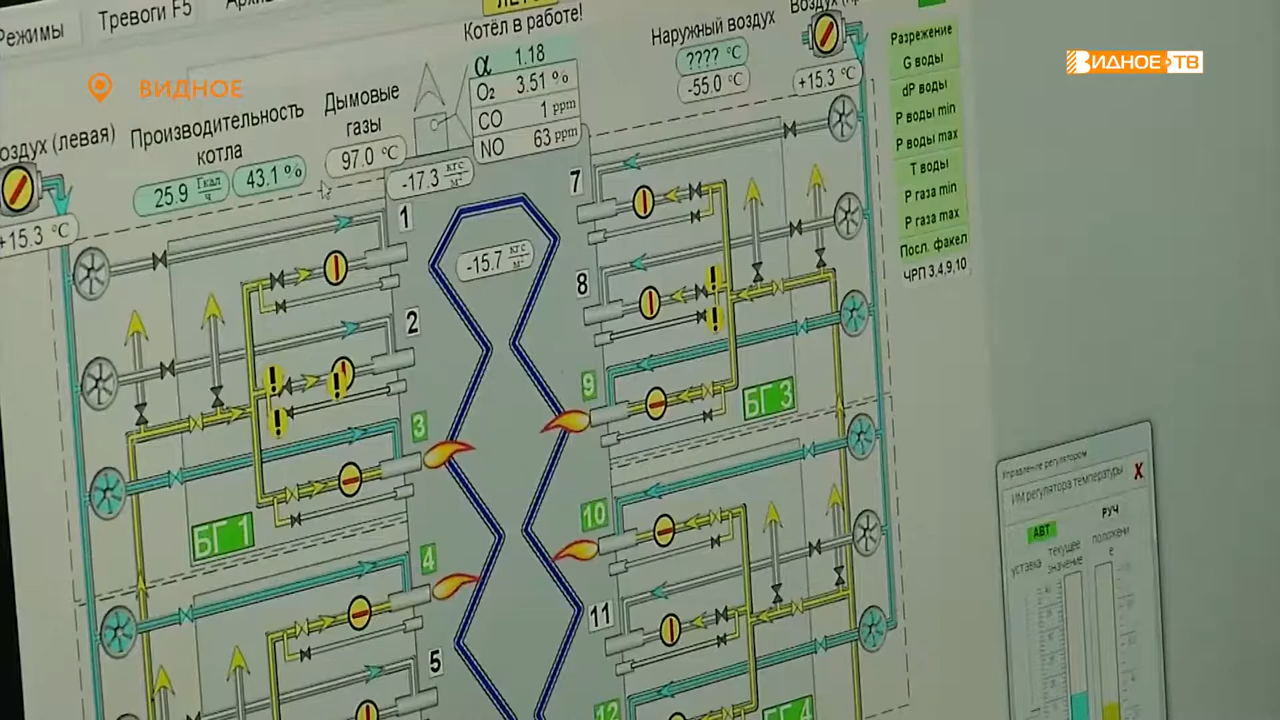 Режимы
Тревоги F5
ЛЕТО
Котёл в работе!
ВИДНОЕ
ВИДНОЕ ТВ
Наружный воздух
???? °C
-55.0 °C
+15.3 °C
α 1.18
O₂ 3.51 %
CO 1 ppm
NO 63 ppm
Дымовые
газы
97.0 °C
-17.3 кгс/м²
Производительность
котла
25.9 Гкал/ч
43.1 %
оздух (левая)
+15.3 °C
-15.7 кгс/м²
1
2
3
4
5
7
8
9
10
11
12
БГ 1
БГ 3
БГ 4
Разрежение
G воды
dP воды
P воды min
P воды max
T воды
P газа min
P газа max
Посл. факел
ЧРП 3,4,9,10
Управление регулятором
ИМ регулятора температуры
X
АВТ
РУЧ
уставка
текущее
значение
положени
е